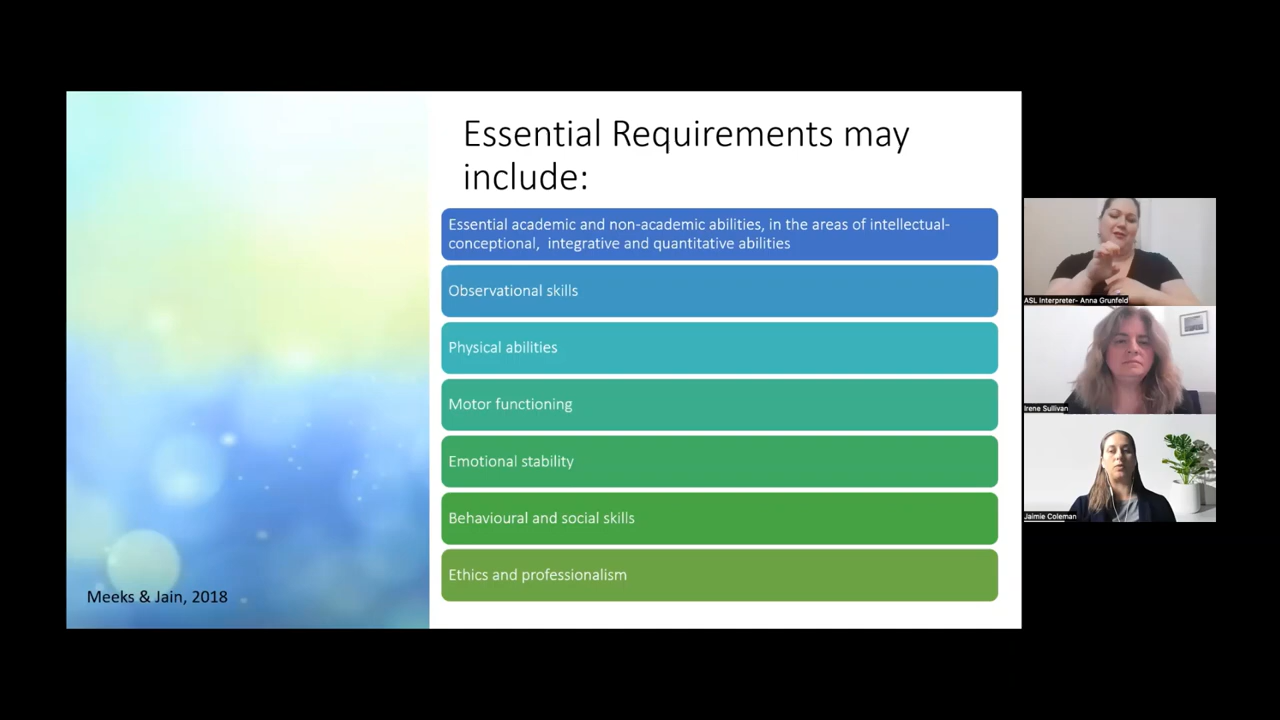 Essential Requirements may
include:
Essential academic and non-academic abilities, in the areas of intellectual-
conceptual,  integrative and quantitative abilities
Observational skills
Physical abilities
Motor functioning
Emotional stability
Behavioural and social skills
Ethics and professionalism
Meeks & Jain, 2018
ASL Interpreter- Anna Grunfeld
Irene Sullivan
Jaimie Coleman